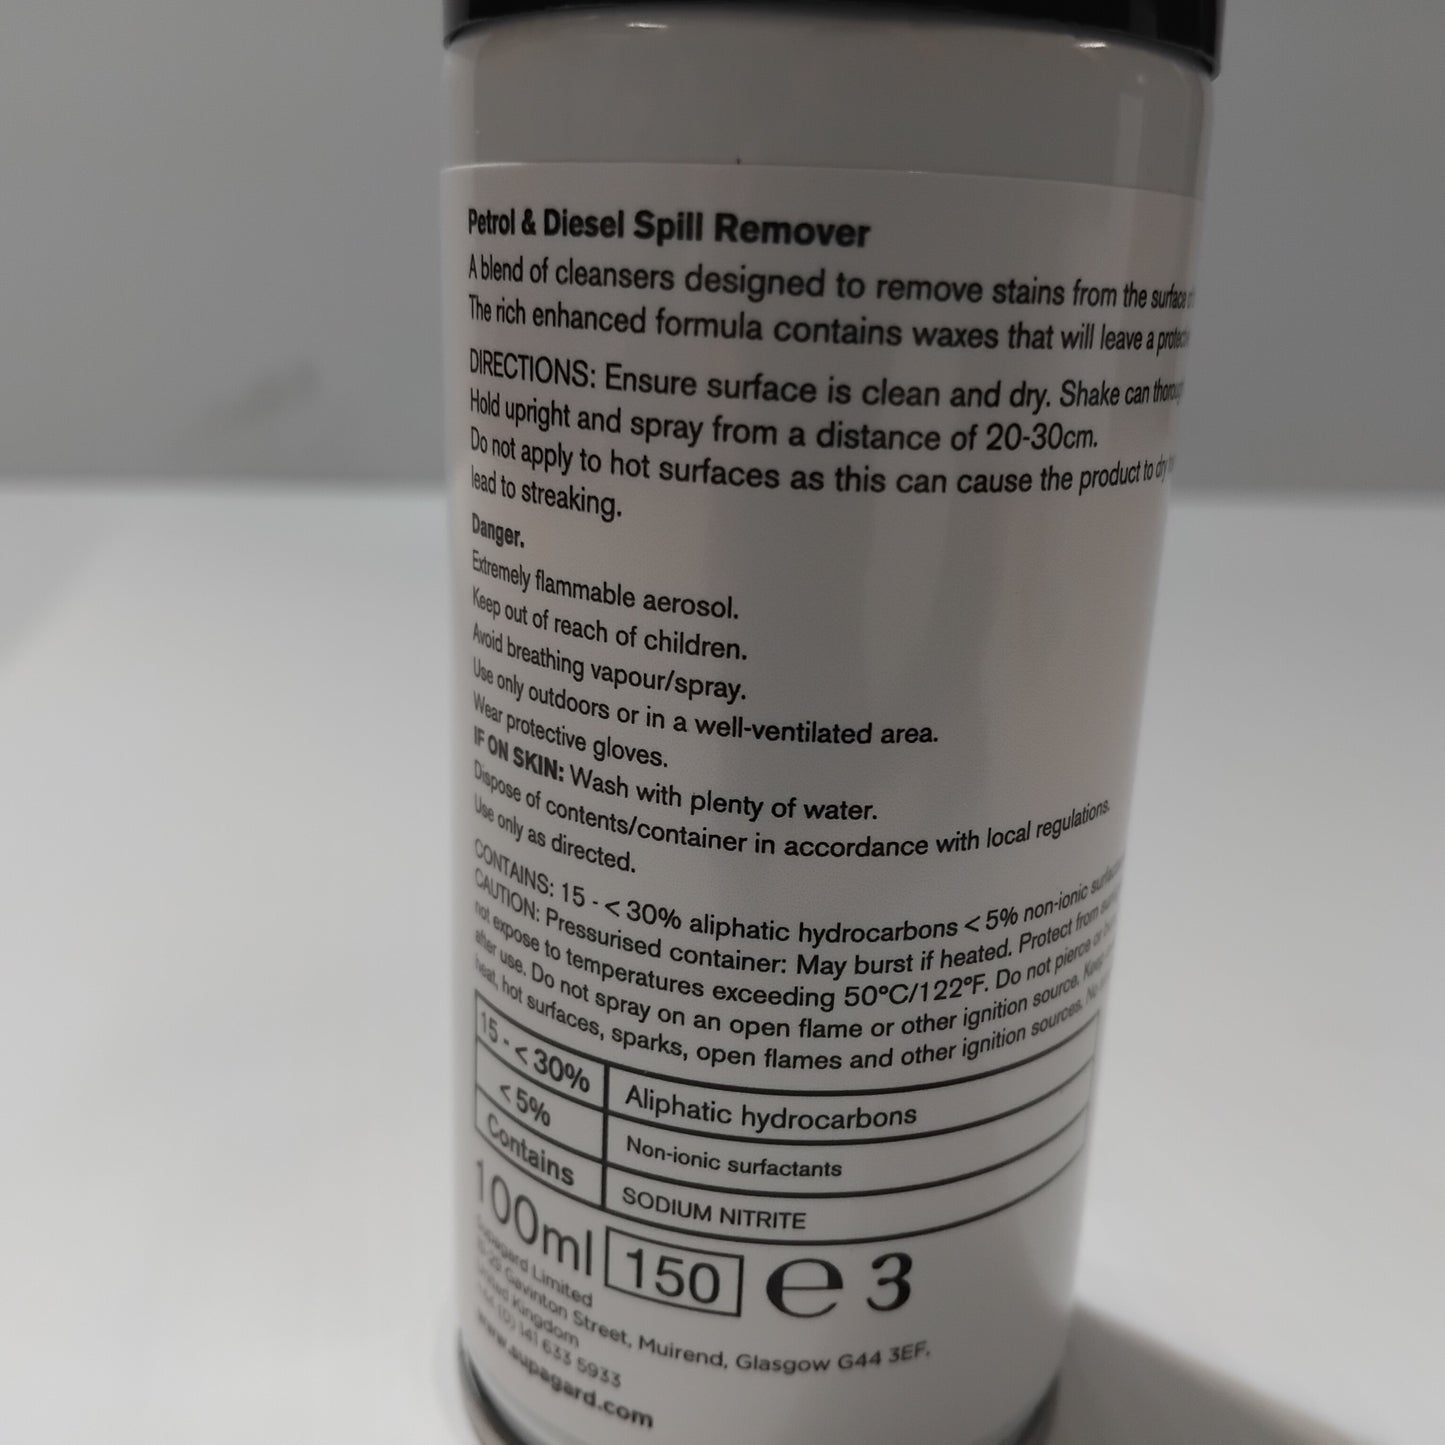 Petrol & Diesel Spill Remover
A blend of cleansers designed to remove stains from the surface
The rich enhanced formula contains waxes that will leave a
DIRECTIONS: Ensure surface is clean and dry. Shake can
Hold upright and spray from a distance of 20-30cm.
Do not apply to hot surfaces as this can cause the product to dry
lead to streaking.
Danger.
Extremely flammable aerosol.
Keep out of reach of children.
Avoid breathing vapour/spray.
Use only outdoors or in a well-ventilated area.
Wear protective gloves.
IF ON SKIN: Wash with plenty of water.
Dispose of contents/container in accordance with local regulations.
Use only as directed.
CONTAINS: 15 - < 30% aliphatic hydrocarbons < 5% non-ionic
CAUTION: Pressurised container: May burst if heated. Protect from
not expose to temperatures exceeding 50°C/122°F. Do not pierce or
after use. Do not spray on an open flame or other ignition source. Keep
heat, hot surfaces, sparks, open flames and other ignition sources. No
15 - < 30% Aliphatic hydrocarbons
< 5% Non-ionic surfactants
Contains SODIUM NITRITE
100ml 150 e 3
Supagard Limited
Gavinton Street, Muirend, Glasgow G44 3EF.
United Kingdom
+44 (0) 141 633 5933
www.supagard.com